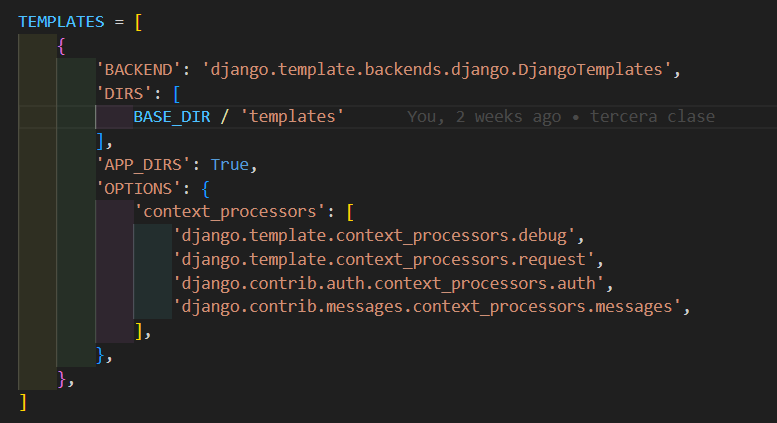 TEMPLATES = [
    {
        'BACKEND': 'django.template.backends.django.DjangoTemplates',
        'DIRS': [
            BASE_DIR / 'templates'    You, 2 weeks ago • tercera clase
        ],
        'APP_DIRS': True,
        'OPTIONS': {
            'context_processors': [
                'django.template.context_processors.debug',
                'django.template.context_processors.request',
                'django.contrib.auth.context_processors.auth',
                'django.contrib.messages.context_processors.messages',
            ],
        },
    },
]